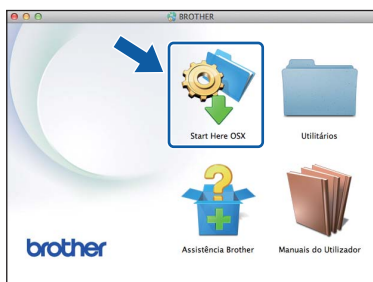 BROTHER
Start Here OSX
Utilitários
Assistência Brother
Manuais do Utilizador
brother